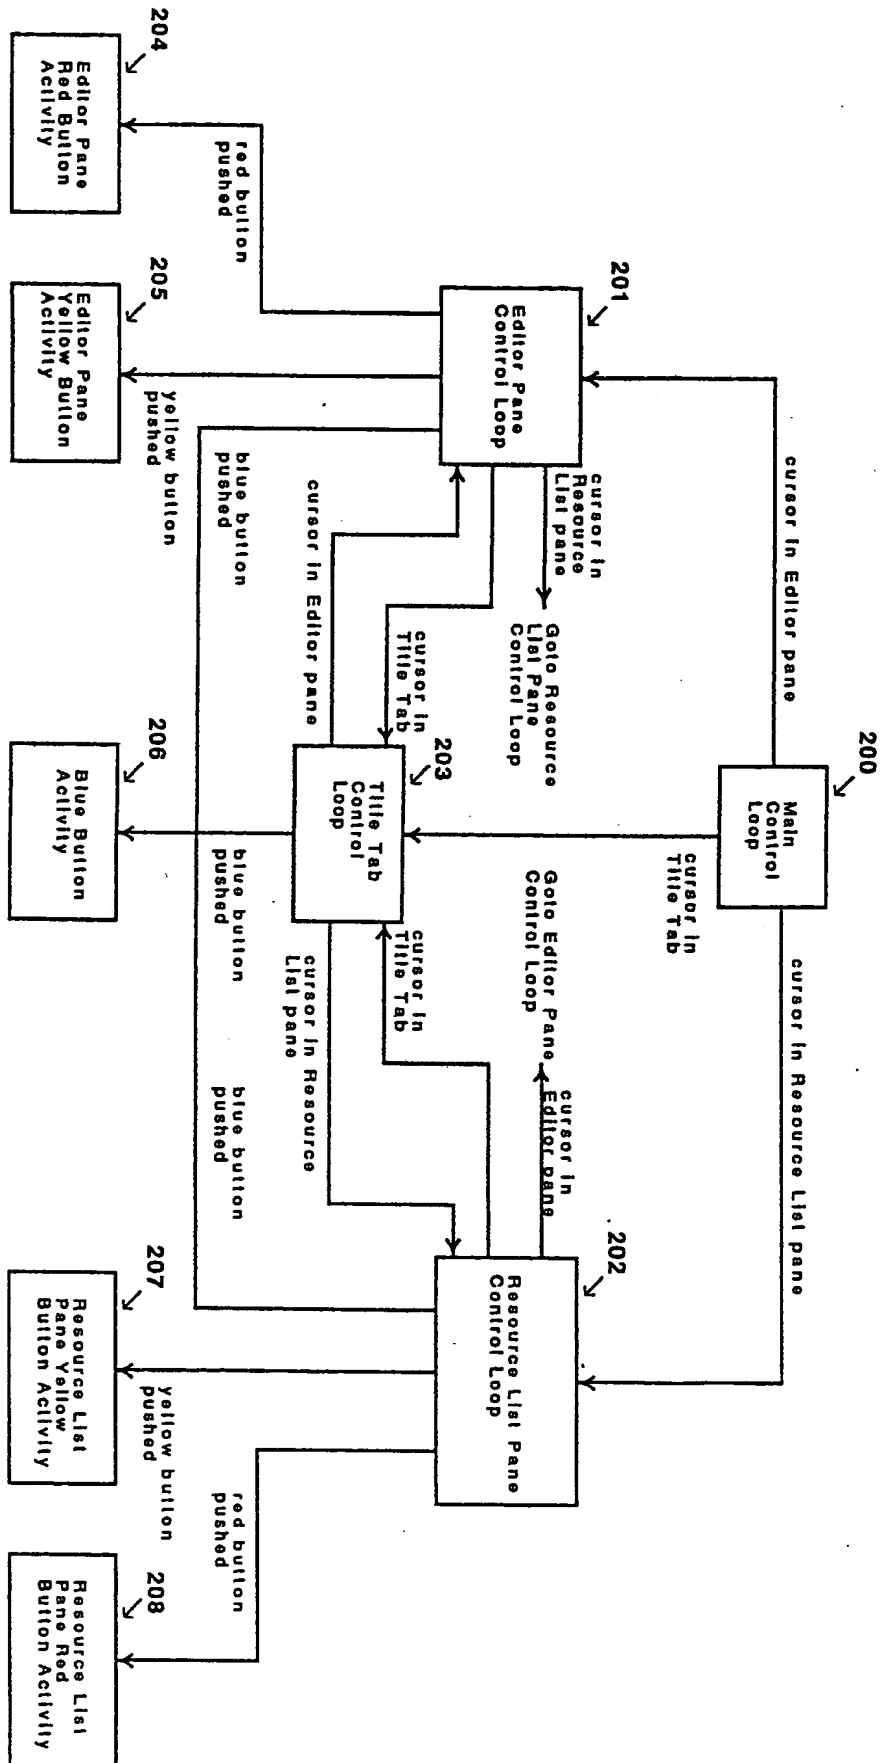 200
Main
Control
Loop
cursor in Editor pane
cursor in
Title Tab
cursor in Resource List pane
201
Editor Pane
Control Loop
cursor in
Resource
List pane
Goto Resource
List Pane
Control Loop
Goto Editor Pane
Control Loop
cursor in
Editor pane
202
Resource List Pane
Control Loop
cursor in
Title Tab
203
Title Tab
Control
Loop
cursor in
Title Tab
cursor in Editor pane
cursor in Resource
List pane
red button
pushed
blue button
pushed
blue button
pushed
blue button
pushed
red button
pushed
yellow button
pushed
yellow button
pushed
204
Editor Pane
Red Button
Activity
205
Editor Pane
Yellow Button
Activity
206
Blue Button
Activity
207
Resource List
Pane Yellow
Button Activity
208
Resource List
Pane Red
Button Activity